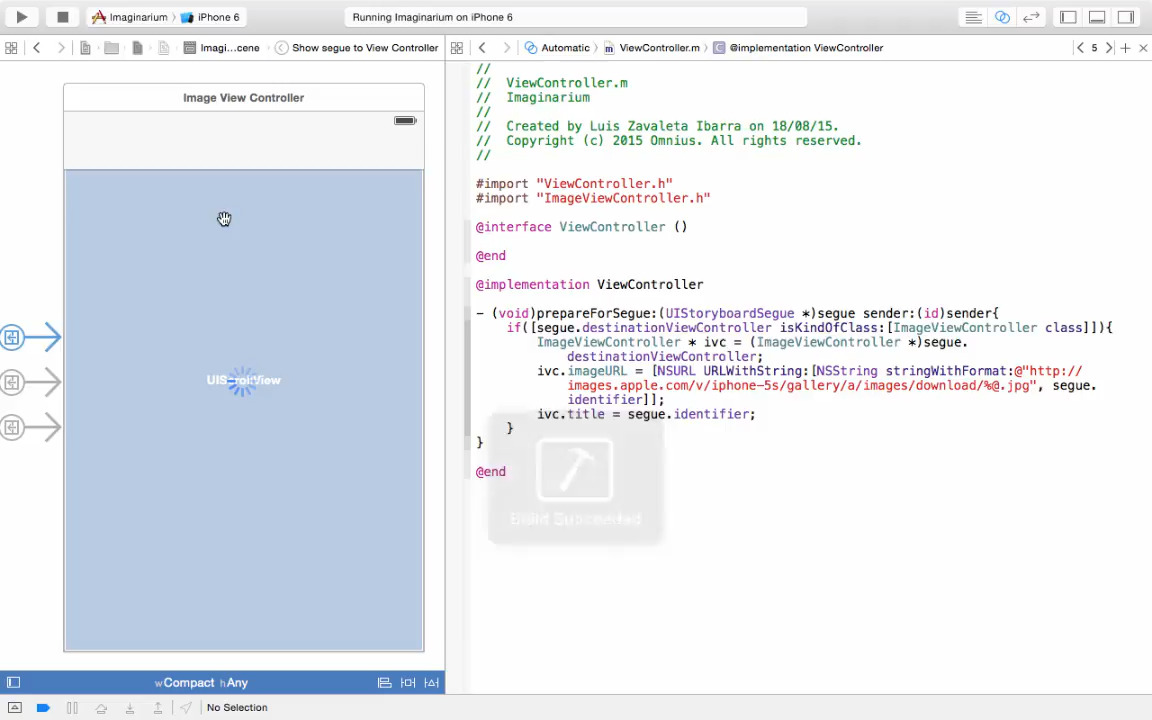 Imaginarium
iPhone 6
Running Imaginarium on iPhone 6
Imagi...cene
Show segue to View Controller
Automatic
ViewController.m
@implementation ViewController
5
Image View Controller
UIScrollView
//
//  ViewController.m
//  Imaginarium
//
//  Created by Luis Zavaleta Ibarra on 18/08/15.
//  Copyright (c) 2015 Omnius. All rights reserved.
//
#import "ViewController.h"
#import "ImageViewController.h"
@interface ViewController ()
@end
@implementation ViewController
- (void)prepareForSegue:(UIStoryboardSegue *)segue sender:(id)sender{
if([segue.destinationViewController isKindOfClass:[ImageViewController class]]){
ImageViewController * ivc = (ImageViewController *)segue.
destinationViewController;
ivc.imageURL = [NSURL URLWithString:[NSString stringWithFormat:@"http://
images.apple.com/v/iphone-5s/gallery/a/images/download/%@.jpg", segue.
identifier]];
ivc.title = segue.identifier;
}
}
@end
Build Succeeded
wCompact hAny
No Selection